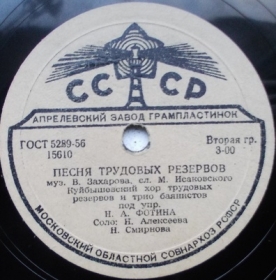 СССР
АПРЕЛЕВСКИЙ ЗАВОД ГРАМПЛАСТИНОК
ГОСТ 5289-56
15610
Вторая гр.
3-00
ПЕСНЯ ТРУДОВЫХ РЕЗЕРВОВ
муз. В. Захарова, сл. М. Исаковского
Куйбышевский хор трудовых
резервов и трио баянистов
под упр.
Н. А. ФОТИНА
Соло: Н. Алексеева
Н. Смирнова
МОСКОВСКИЙ ОБЛАСТНОЙ СОВНАРХОЗ РСФСР